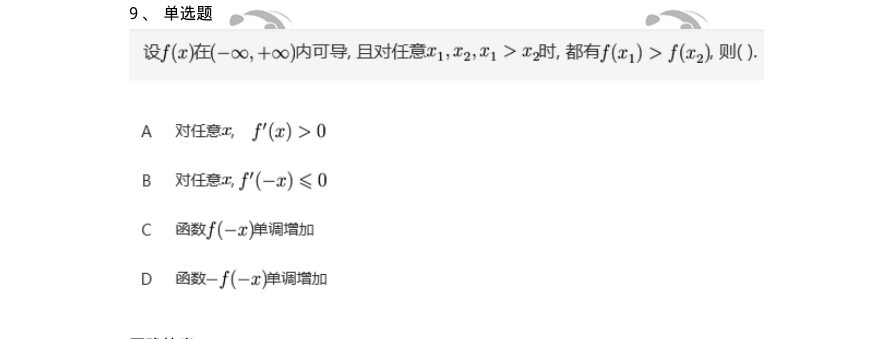 9、 单选题
设f(x)在(−∞, +∞)内可导, 且对任意x₁, x₂, x₁ > x₂时, 都有f(x₁) > f(x₂), 则( ).
A 对任意x, f′(x) > 0
B 对任意x, f′(−x) ⩽ 0
C 函数f(−x)单调增加
D 函数−f(−x)单调增加